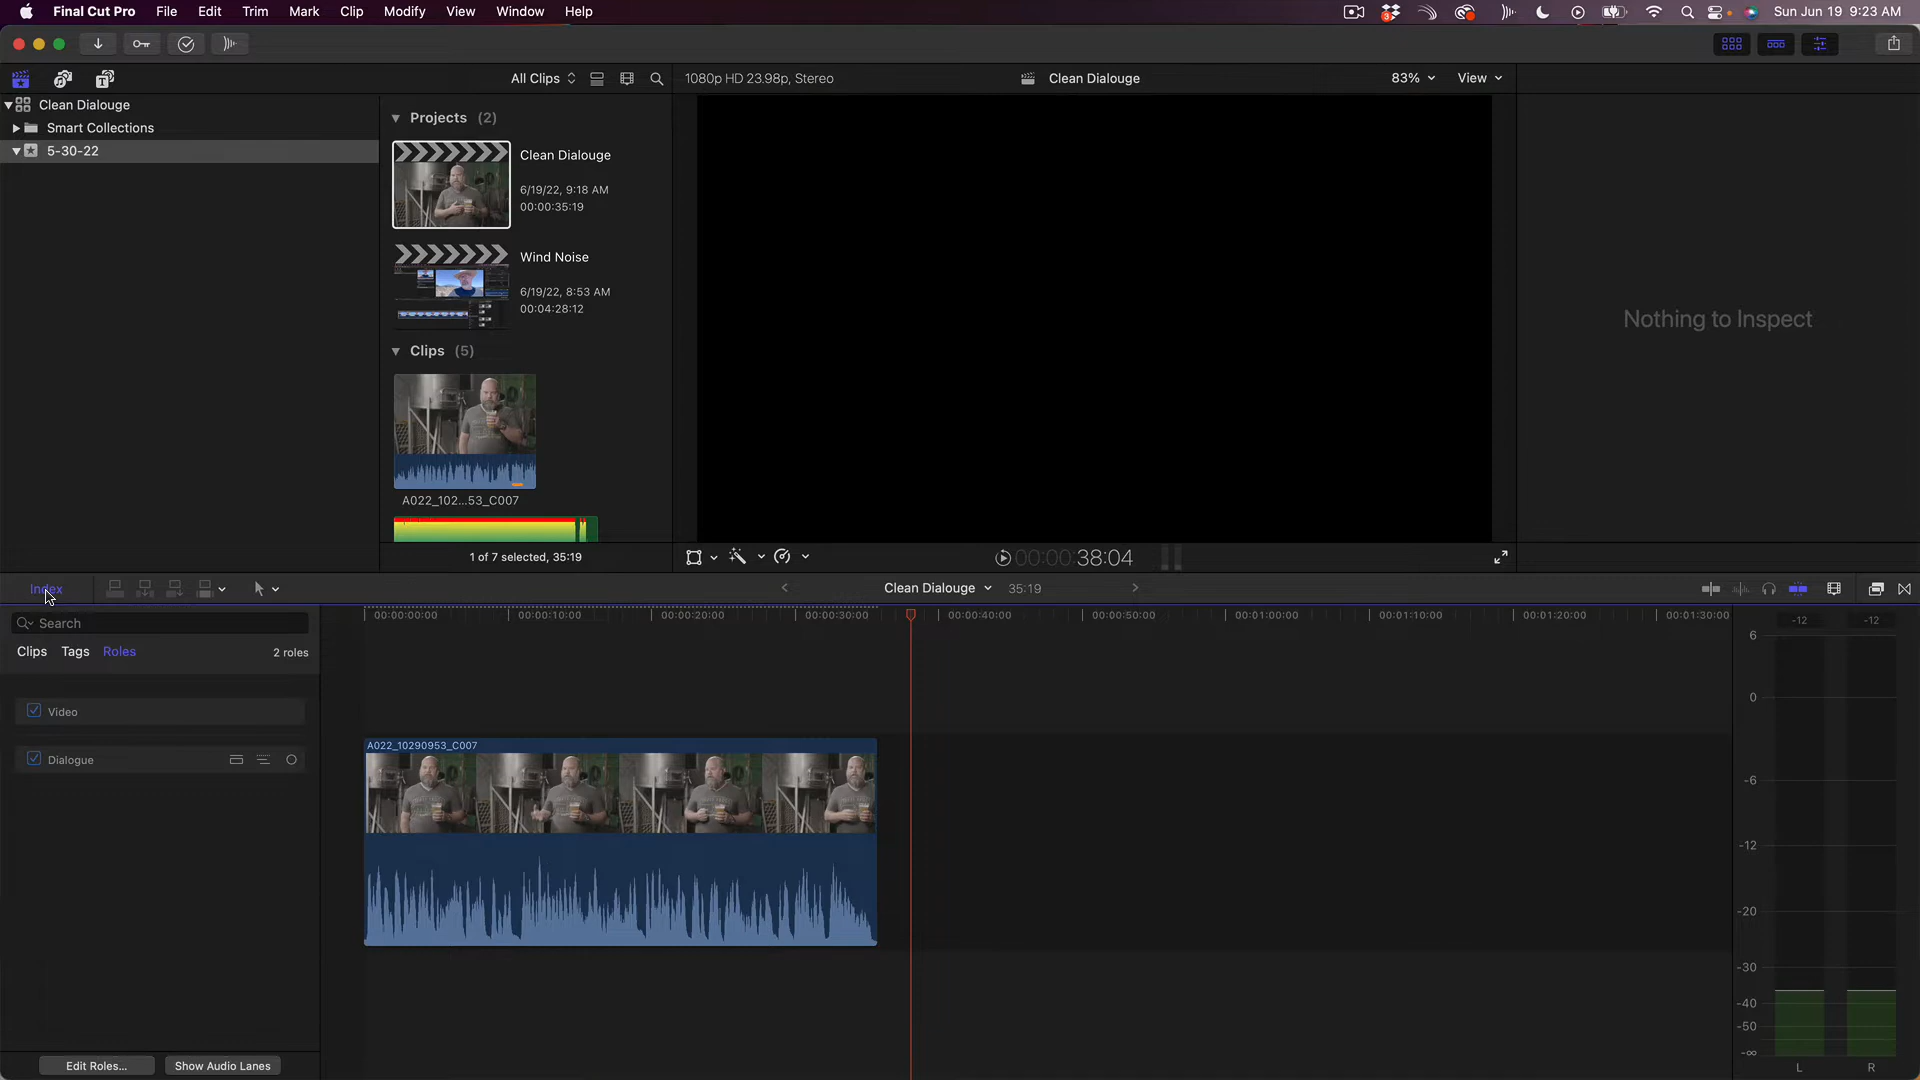 Final Cut Pro File Edit Trim Mark Clip Modify View Window Help
3
Sun Jun 19 9:23 AM
All Clips
1080p HD 23.98p, Stereo
Clean Dialouge
83%
View
Clean Dialouge
Smart Collections
5-30-22
Projects (2)
Clean Dialouge
6/19/22, 9:18 AM
00:00:35:19
Wind Noise
6/19/22, 8:53 AM
00:04:28:12
Clips (5)
A022_102...53_C007
1 of 7 selected, 35:19
Nothing to Inspect
00:00:38:04
Index
Clean Dialouge
35:19
Search
Clips Tags Roles
2 roles
Video
Dialogue
Edit Roles...
Show Audio Lanes
00:00:00:00 00:00:10:00 00:00:20:00 00:00:30:00 00:00:40:00 00:00:50:00 00:01:00:00 00:01:10:00 00:01:20:00 00:01:30:00
A022_10290953_C007
-12 -12
6
0
-6
-12
-20
-30
-40
-50
-∞
L R